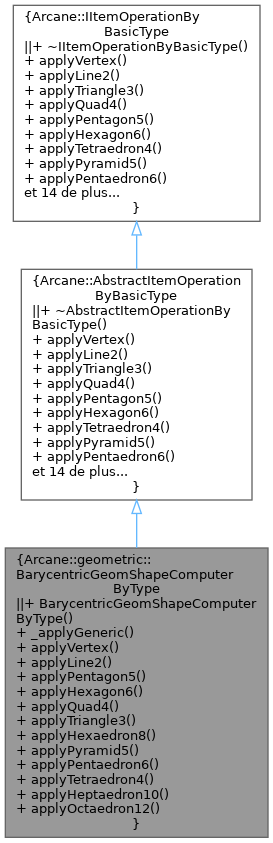 {Arcane::IItemOperationBy
BasicType
||+ ~IItemOperationByBasicType()
+ applyVertex()
+ applyLine2()
+ applyTriangle3()
+ applyQuad4()
+ applyPentagon5()
+ applyHexagon6()
+ applyTetraedron4()
+ applyPyramid5()
+ applyPentaedron6()
et 14 de plus...
}
{Arcane::AbstractItemOperation
ByBasicType
||+ ~AbstractItemOperationBy
BasicType()
+ applyVertex()
+ applyLine2()
+ applyTriangle3()
+ applyQuad4()
+ applyPentagon5()
+ applyHexagon6()
+ applyTetraedron4()
+ applyPyramid5()
+ applyPentaedron6()
et 14 de plus...
}
{Arcane::geometric::
BarycentricGeomShapeComputer
ByType
||+ BarycentricGeomShapeComputer
ByType()
+ _applyGeneric()
+ applyVertex()
+ applyLine2()
+ applyPentagon5()
+ applyHexagon6()
+ applyQuad4()
+ applyTriangle3()
+ applyHexaedron8()
+ applyPyramid5()
+ applyPentaedron6()
+ applyTetraedron4()
+ applyHeptaedron10()
+ applyOctaedron12()
}